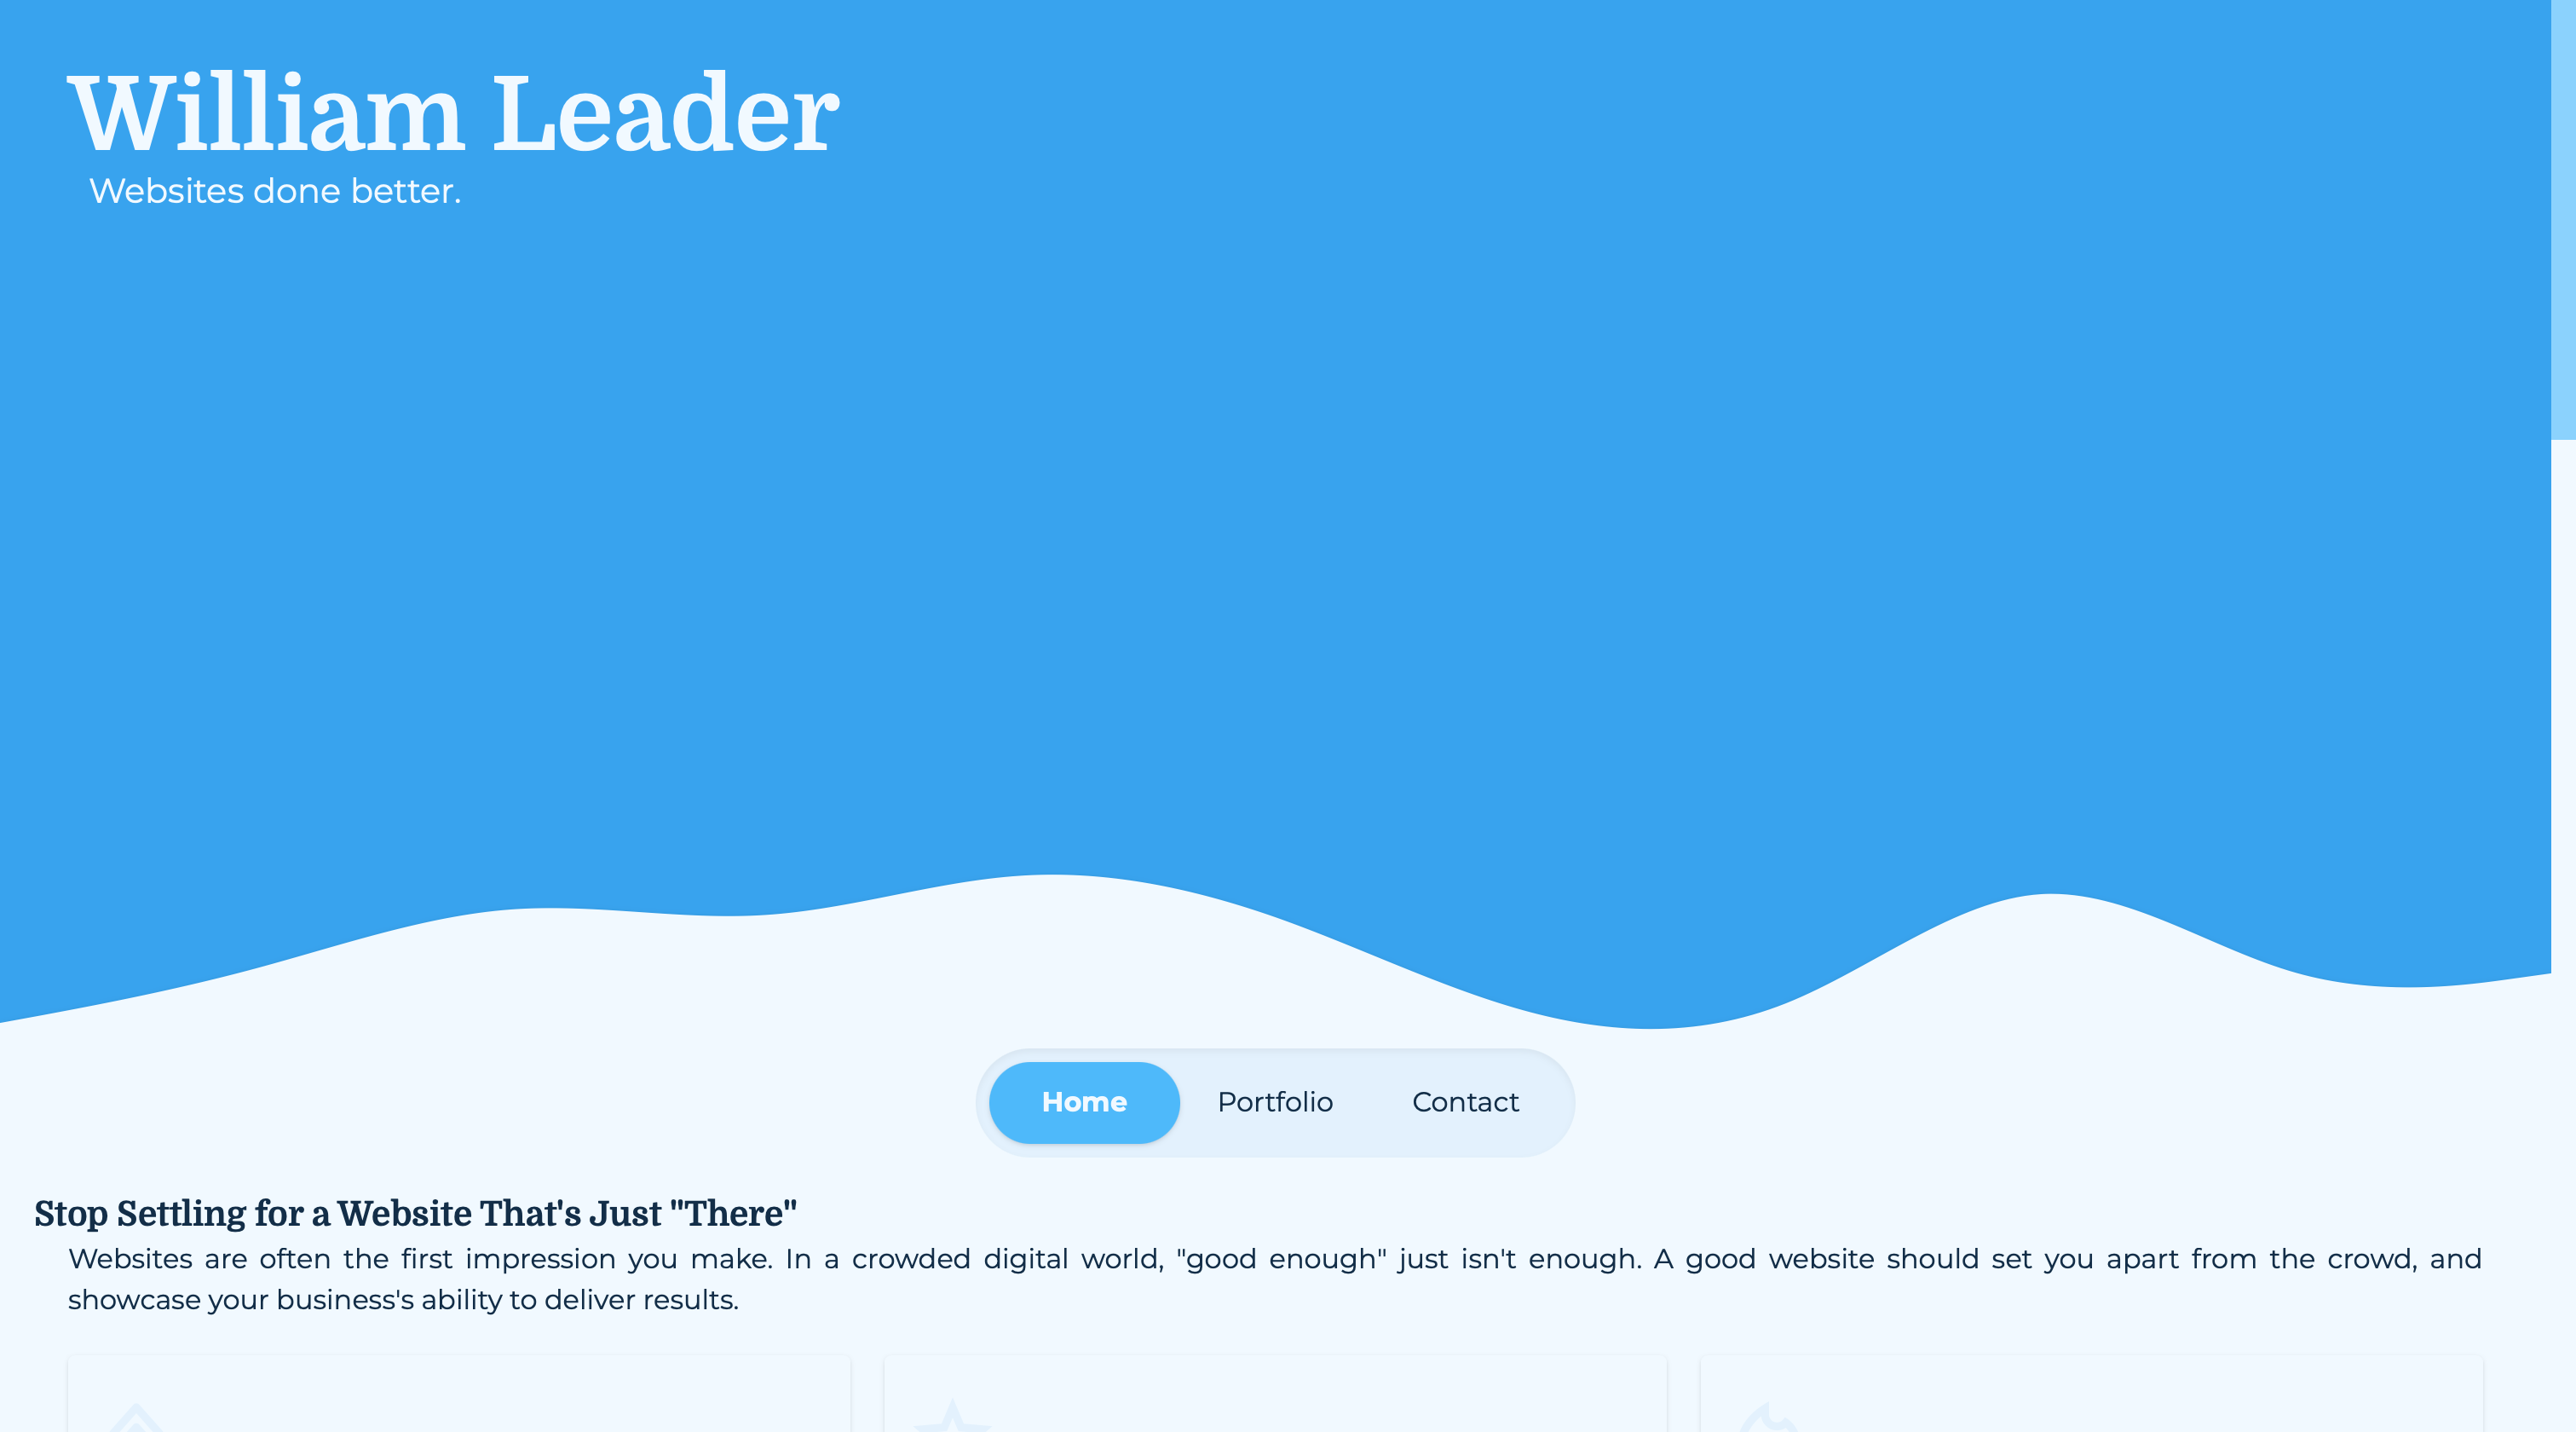 William Leader
Websites done better.
Home
Portfolio
Contact
Stop Settling for a Website That's Just "There"
Websites are often the first impression you make. In a crowded digital world, "good enough" just isn't enough. A good website should set you apart from the crowd, and
showcase your business's ability to deliver results.